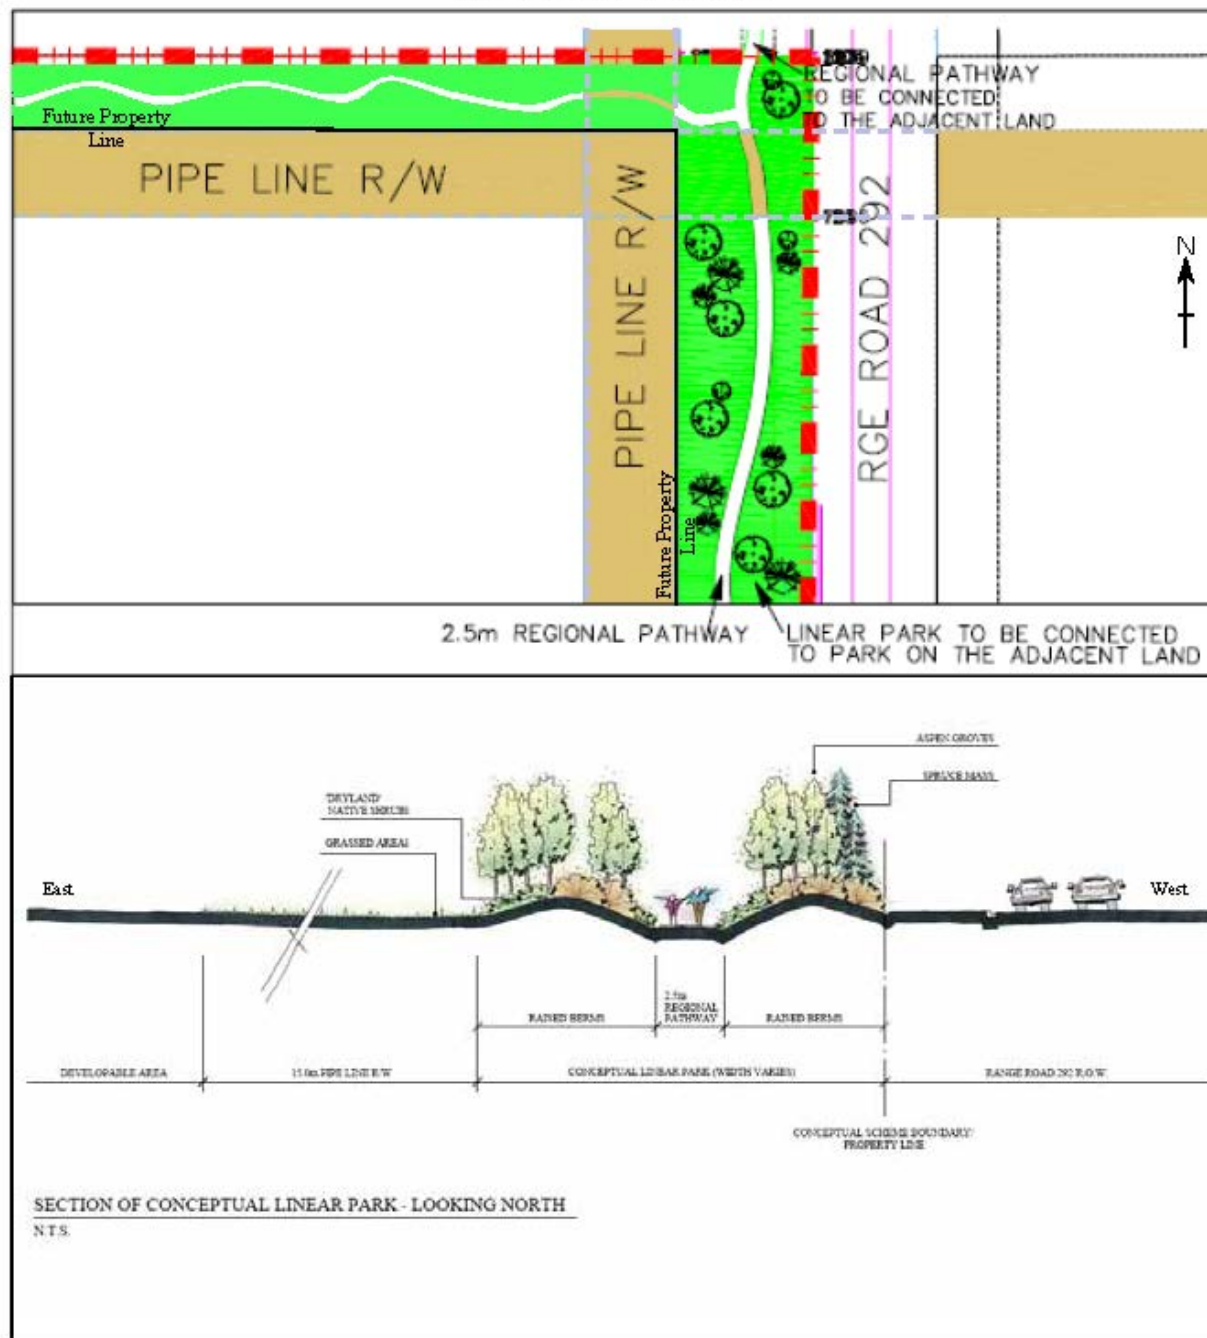 REGIONAL PATHWAY
TO BE CONNECTED
TO THE ADJACENT LAND
Future Property
Line
PIPE LINE R/W
PIPE LINE R/W
RGE ROAD 292
N
Future Property
Line
2.5m REGIONAL PATHWAY
LINEAR PARK TO BE CONNECTED
TO PARK ON THE ADJACENT LAND
ASPEN GROVES
SPRUCE MASS
DRYLAND/
NATIVE SHRUBS
GRASSED AREAS
East
West
2.5m
REGIONAL
PATHWAY
RAISED BERMS
RAISED BERMS
DEVELOPABLE AREA
15.0m PIPE LINE R/W
CONCEPTUAL LINEAR PARK (WIDTH VARIES)
RANGE ROAD 292 R.O.W.
CONCEPTUAL SCHEME BOUNDARY/
PROPERTY LINE
SECTION OF CONCEPTUAL LINEAR PARK - LOOKING NORTH
N.T.S.